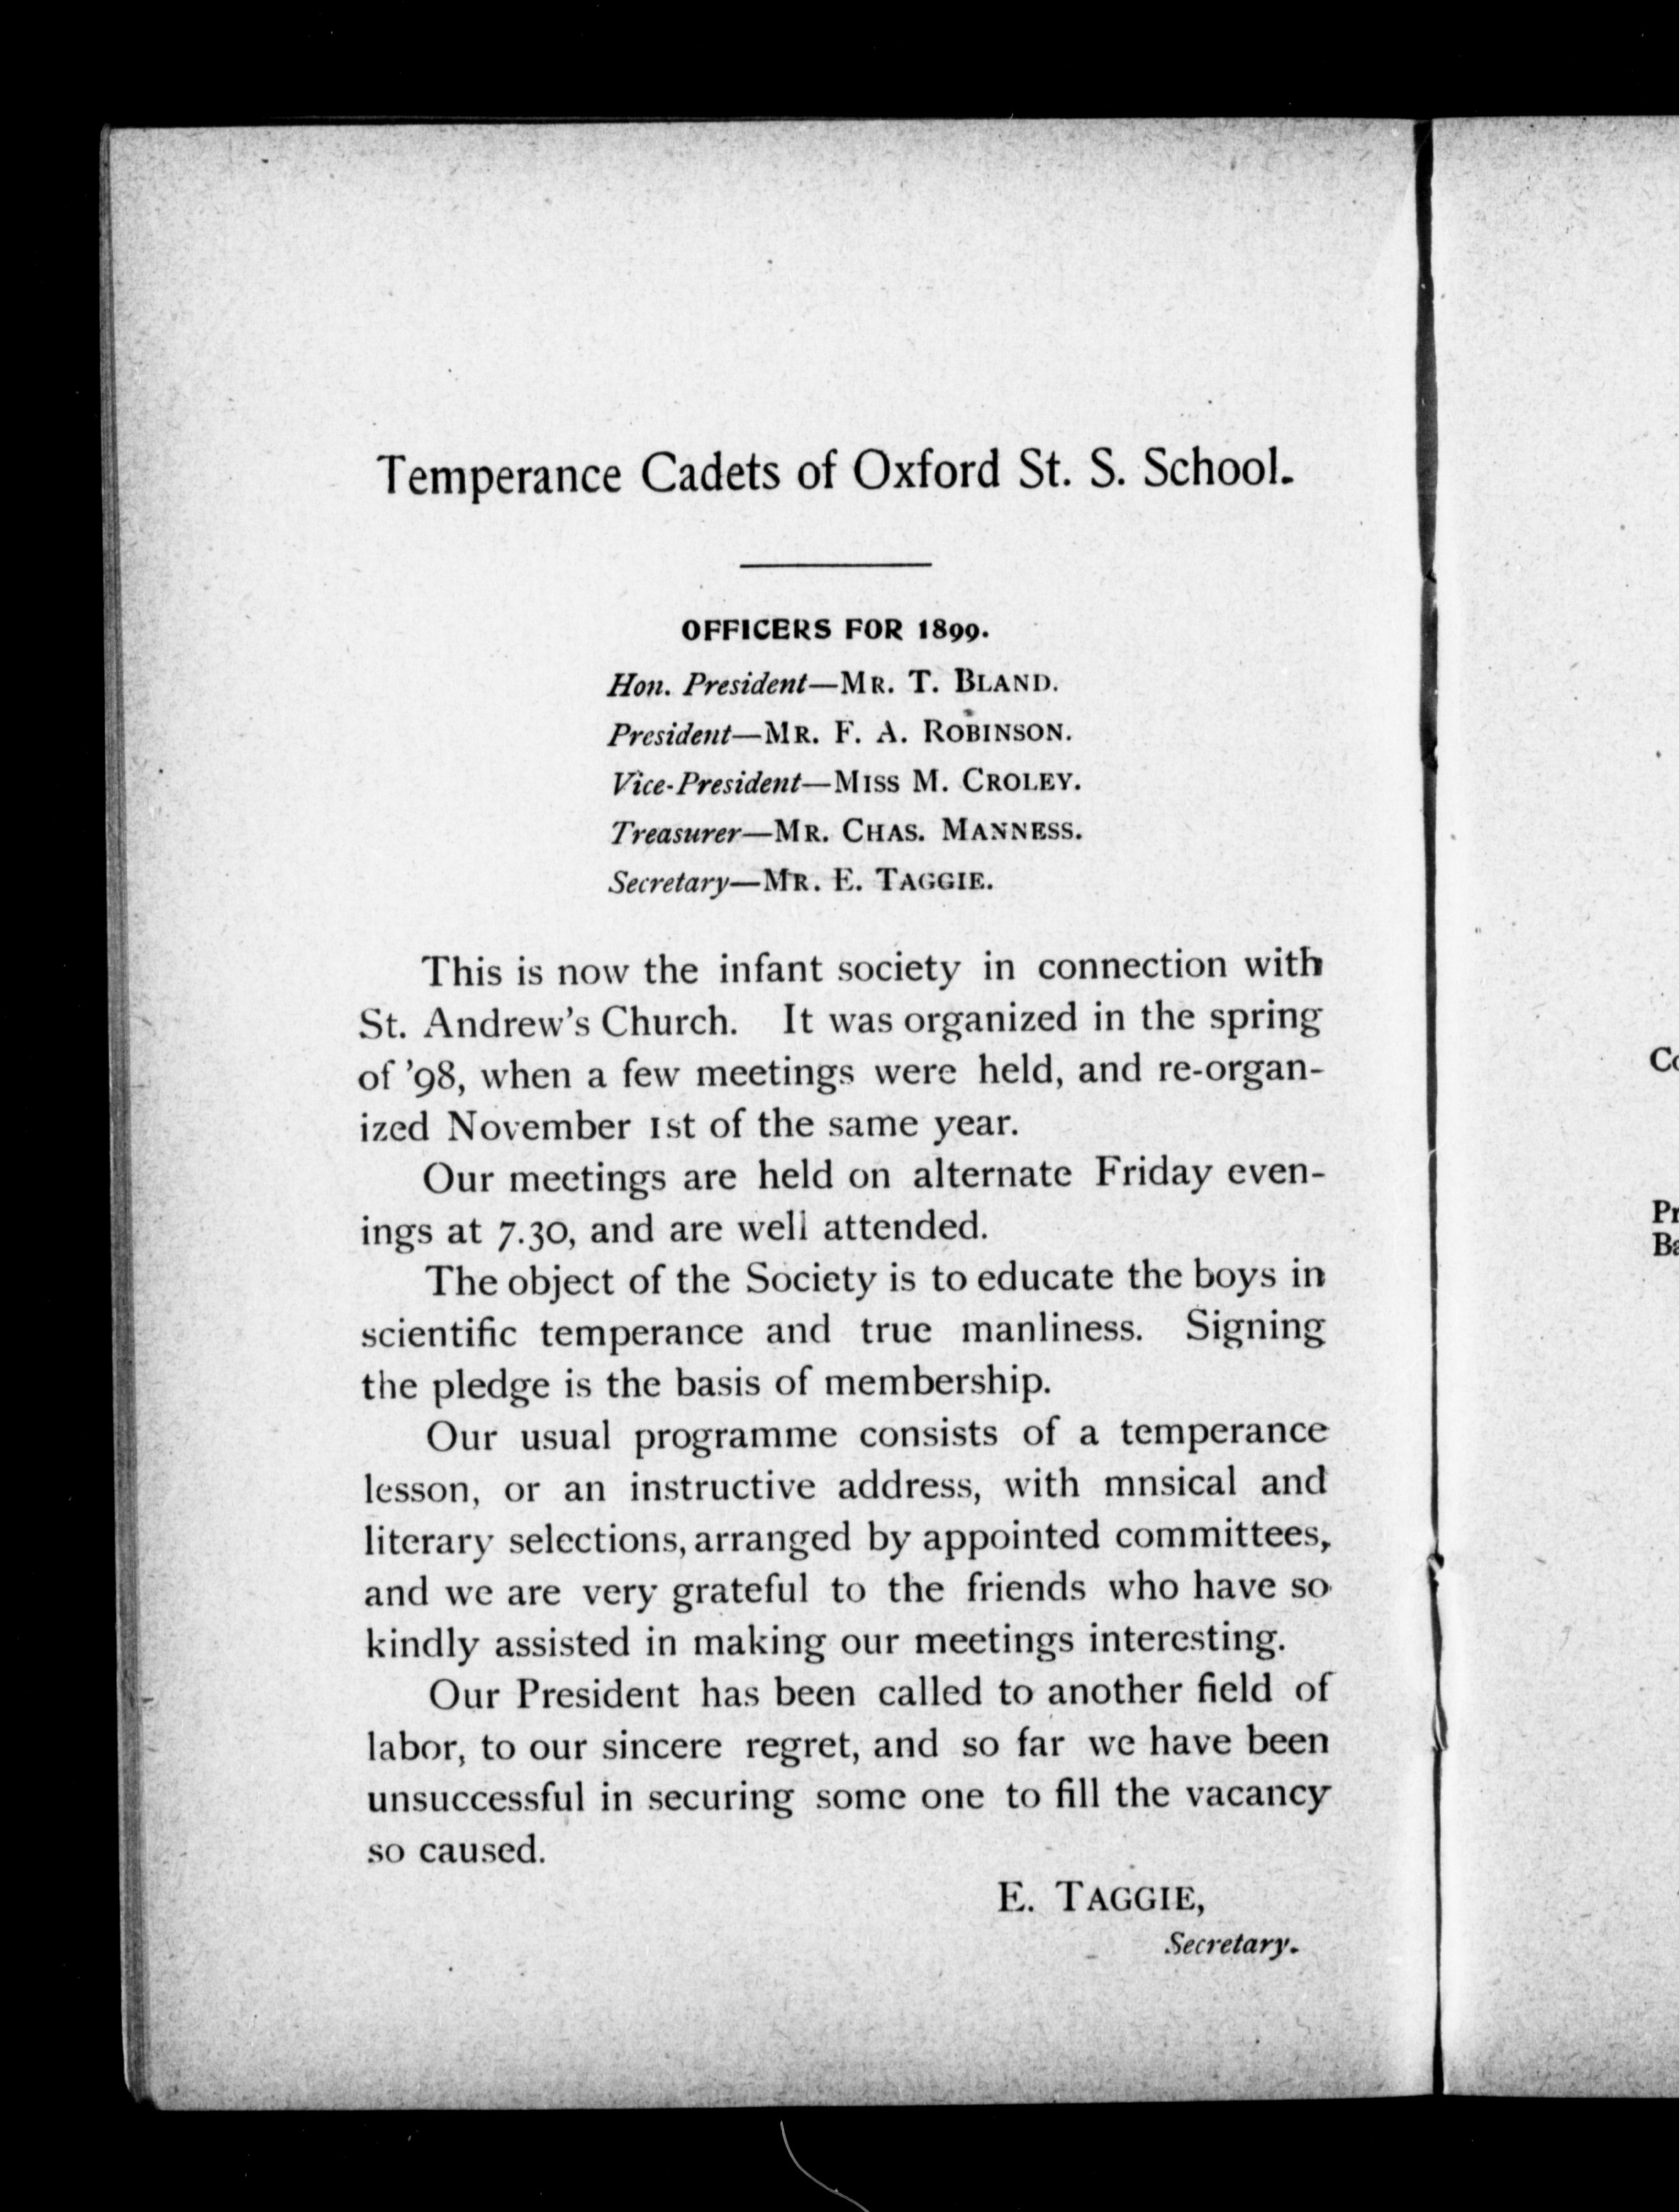 Temperance Cadets of Oxford St. S. School.
OFFICERS FOR 1899.
Hon. President—MR. T. BLAND.
President—MR. F. A. ROBINSON.
Vice-President—MISS M. CROLEY.
Treasurer—MR. CHAS. MANNESS.
Secretary—MR. E. TAGGIE.
This is now the infant society in connection with
St. Andrew's Church. It was organized in the spring
of '98, when a few meetings were held, and re-organ-
ized November 1st of the same year.
Our meetings are held on alternate Friday even-
ings at 7.30, and are well attended.
The object of the Society is to educate the boys in
scientific temperance and true manliness. Signing
the pledge is the basis of membership.
Our usual programme consists of a temperance
lesson, or an instructive address, with mnsical and
literary selections, arranged by appointed committees,
and we are very grateful to the friends who have so
kindly assisted in making our meetings interesting.
Our President has been called to another field of
labor, to our sincere regret, and so far we have been
unsuccessful in securing some one to fill the vacancy
so caused.
E. TAGGIE,
Secretary.